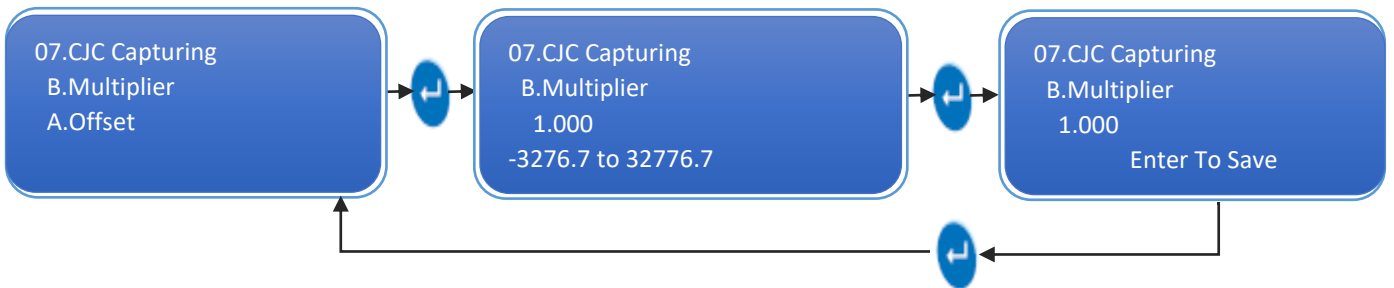 07.CJC Capturing
B.Multiplier
A.Offset
07.CJC Capturing
B.Multiplier
1.000
-3276.7 to 32776.7
07.CJC Capturing
B.Multiplier
1.000
Enter To Save